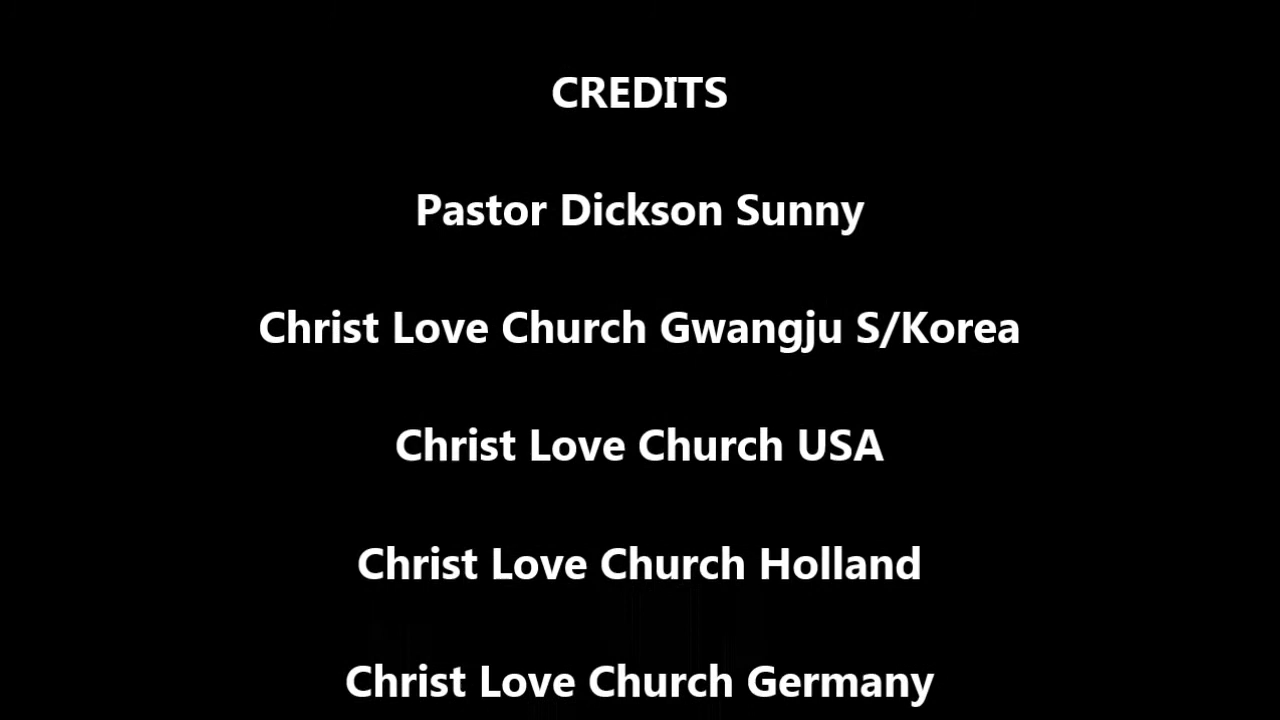 CREDITS
Pastor Dickson Sunny
Christ Love Church Gwangju S/Korea
Christ Love Church USA
Christ Love Church Holland
Christ Love Church Germany